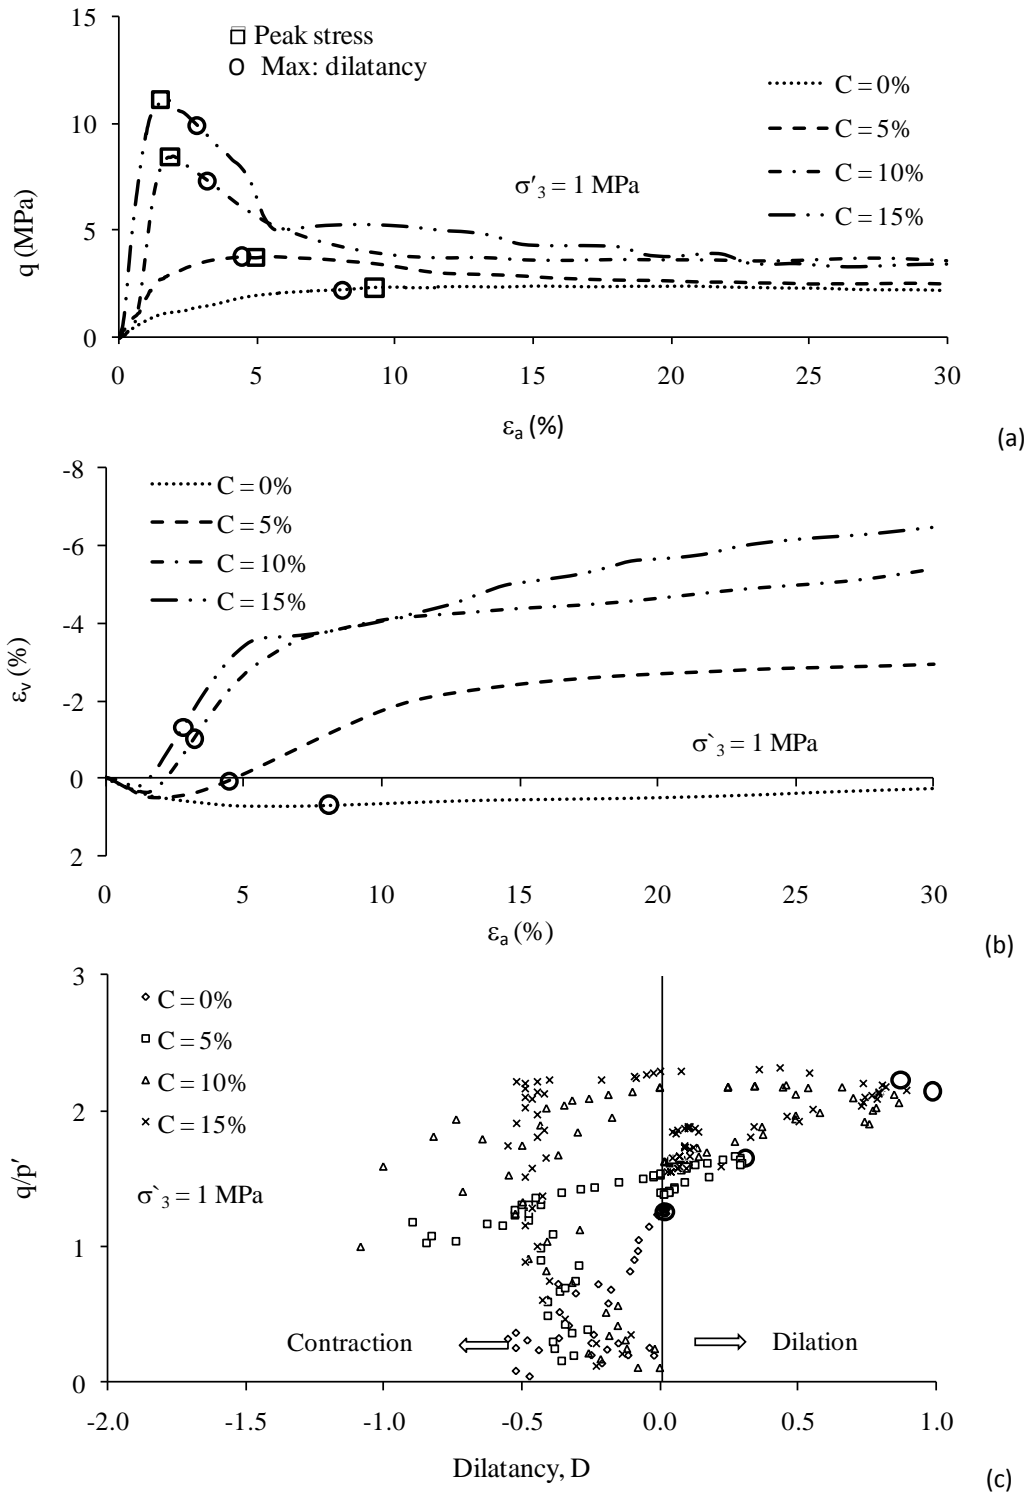 15
10
5
0
q (MPa)
Peak stress
Max: dilatancy
C = 0%
C = 5%
C = 10%
C = 15%
σ′3 = 1 MPa
0 5 10 15 20 25 30
εa (%)
(a)
-8
-6
-4
-2
0
2
εv (%)
C = 0%
C = 5%
C = 10%
C = 15%
σ`3 = 1 MPa
0 5 10 15 20 25 30
εa (%)
(b)
3
2
1
0
q/p′
C = 0%
C = 5%
C = 10%
C = 15%
σ`3 = 1 MPa
Contraction
Dilation
-2.0 -1.5 -1.0 -0.5 0.0 0.5 1.0
Dilatancy, D
(c)